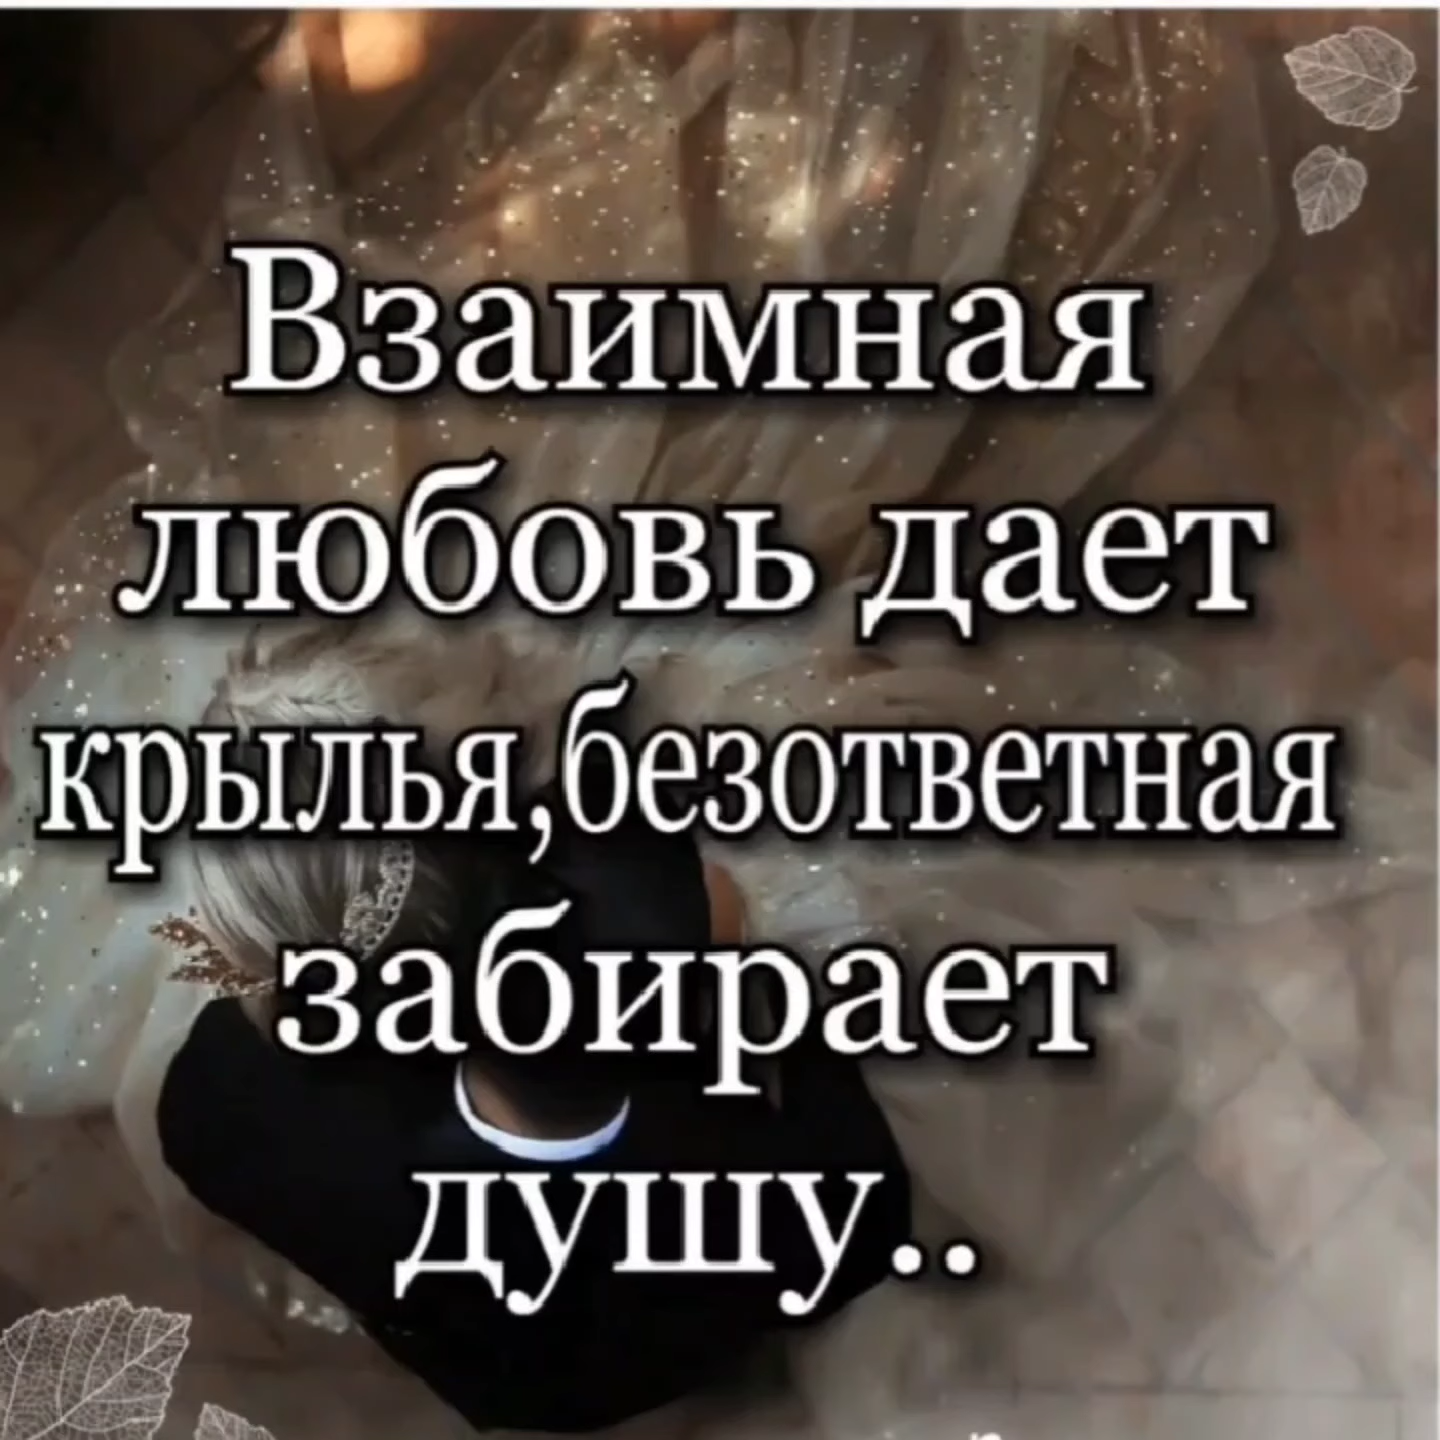 Взаимная
любовь дает
крылья,безответная
забирает
душу..